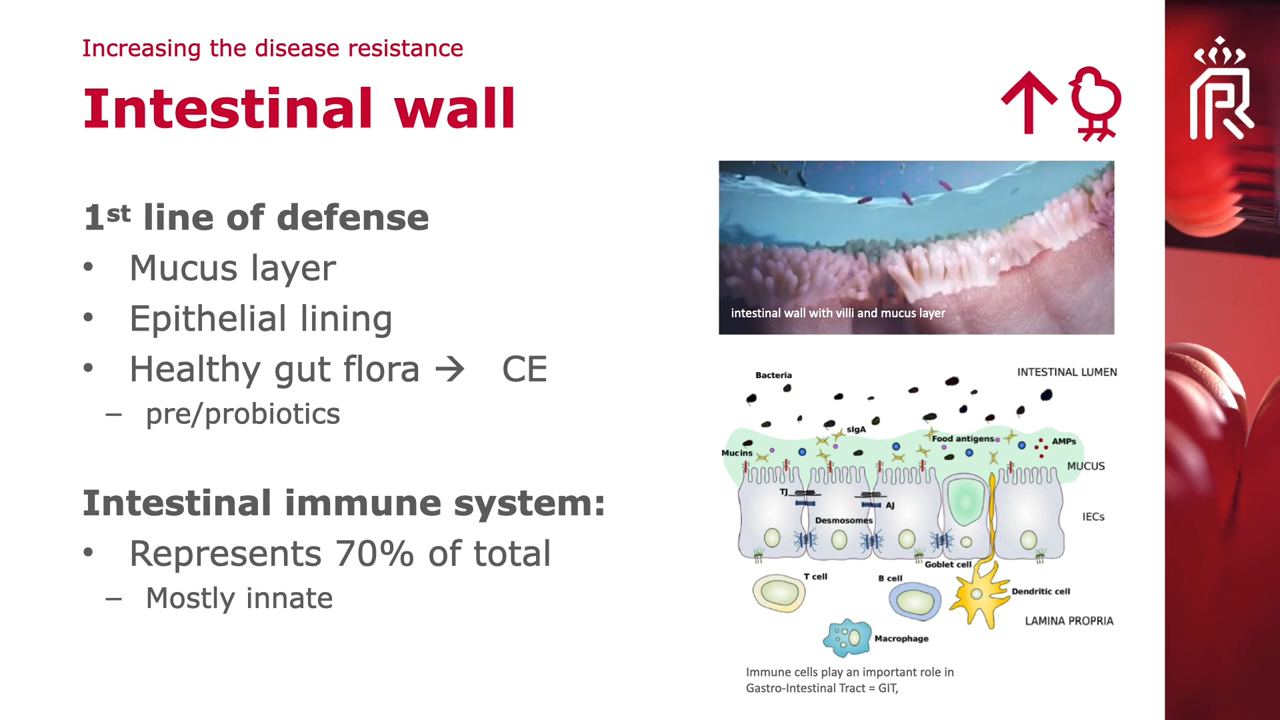 Increasing the disease resistance
Intestinal wall
1st line of defense
• Mucus layer
• Epithelial lining
• Healthy gut flora → CE
– pre/probiotics
Intestinal immune system:
• Represents 70% of total
– Mostly innate
intestinal wall with villi and mucus layer
Bacteria
INTESTINAL LUMEN
sIgA
Food antigens
AMPs
Mucins
MUCUS
TJ
AJ
IECs
Desmosomes
Goblet cell
T cell
B cell
Dendritic cell
LAMINA PROPRIA
Macrophage
Immune cells play an important role in
Gastro-Intestinal Tract = GIT,